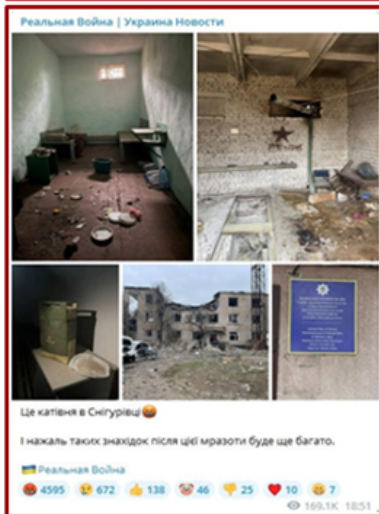 Реальная Война | Украина Новости
Це катівня в Снігурівці
І нажаль таких знахідок після цієї мразоти буде ще багато.
Реальная Война
4595 672 138 46 25 10 7
169,1K 18:51